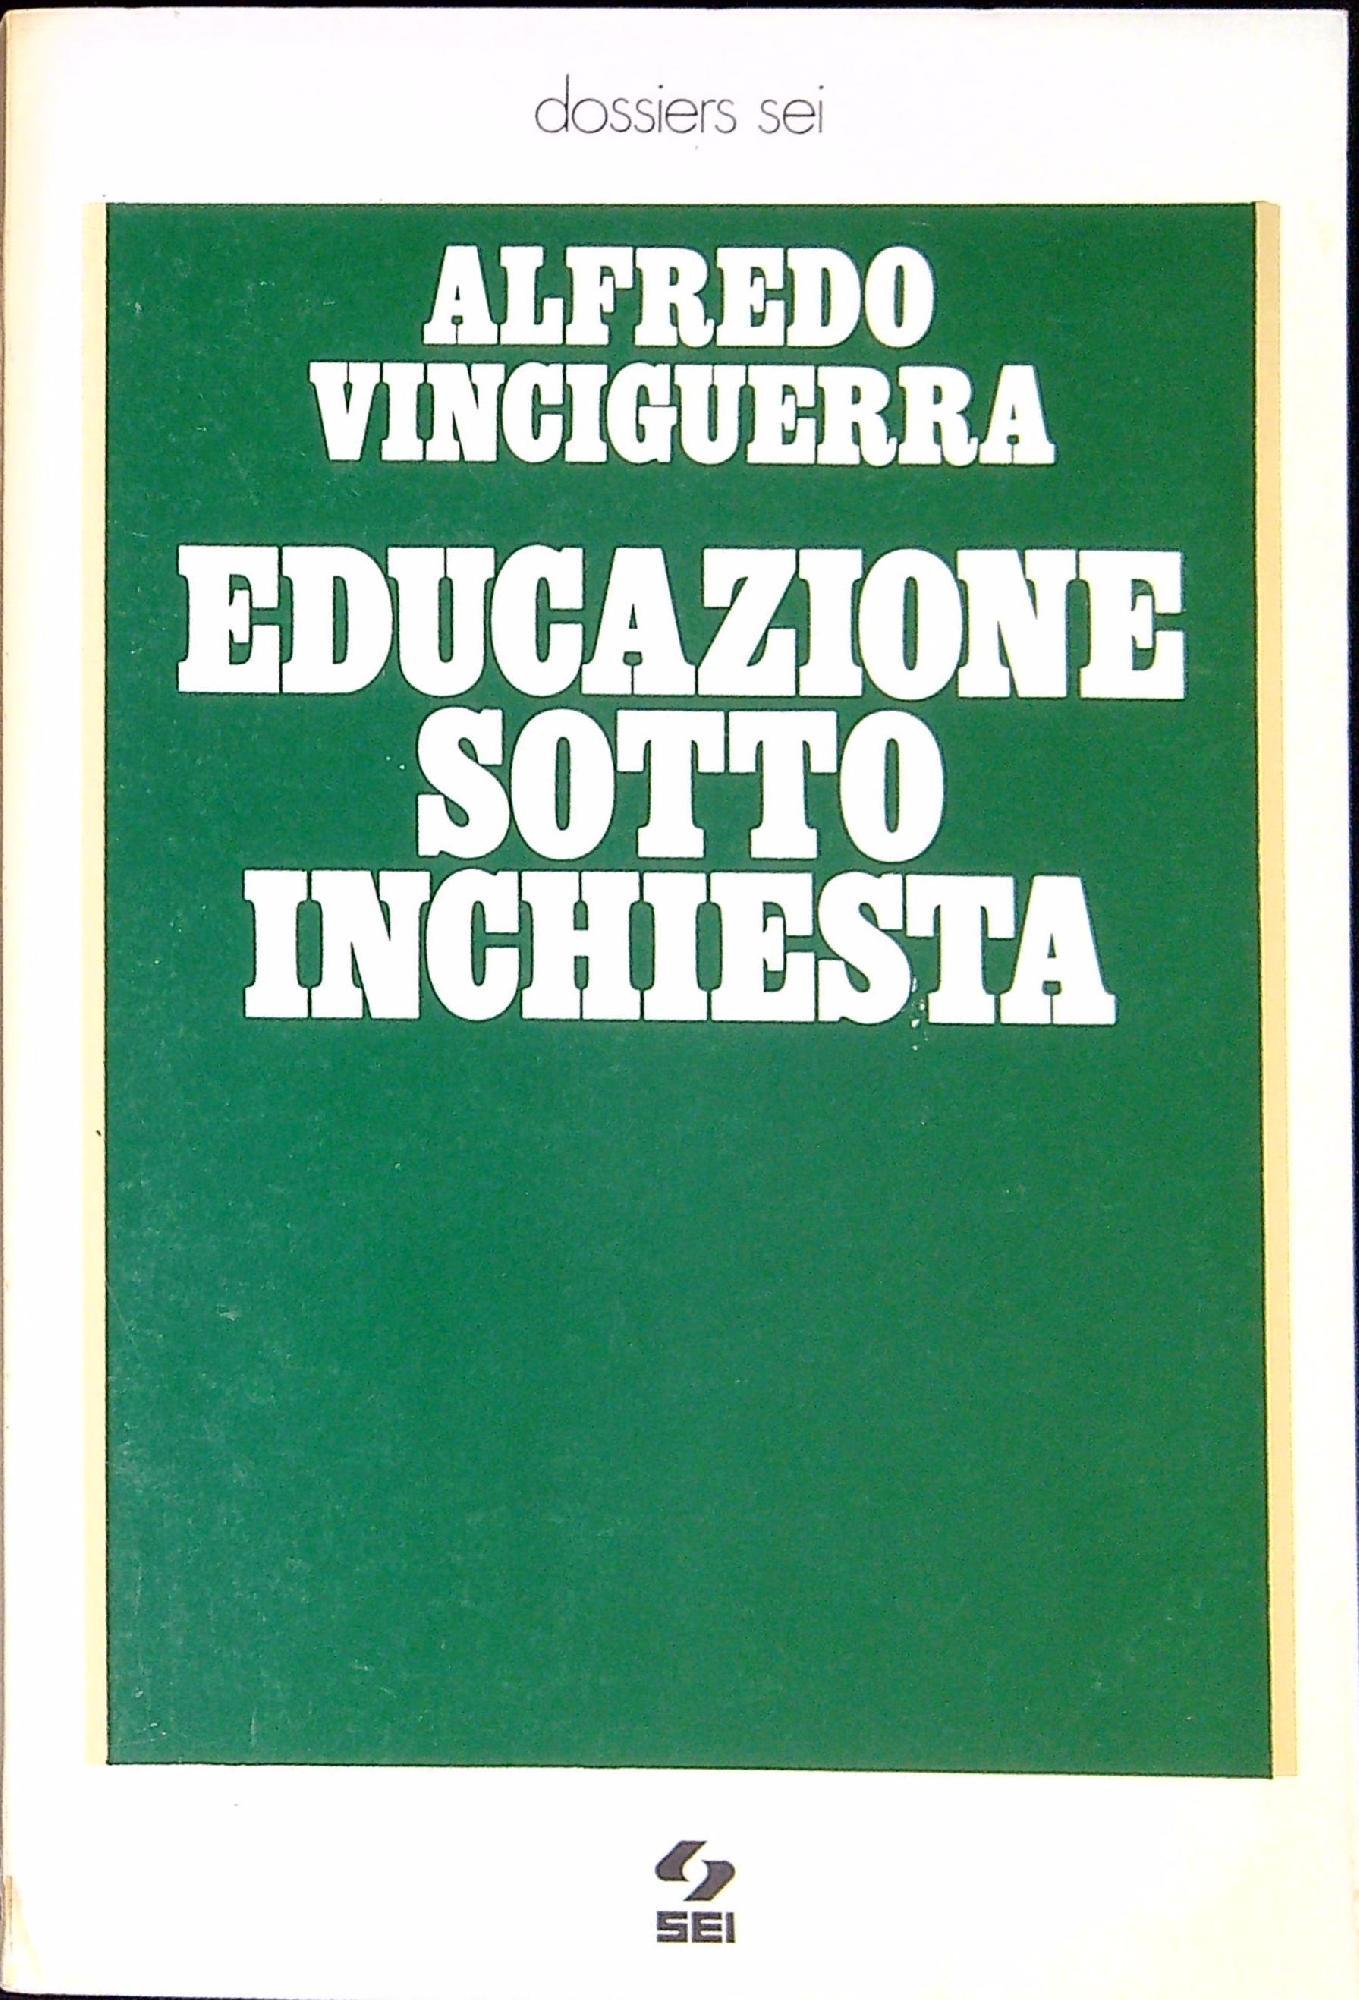 dossiers sei
ALFREDO
VINCIGUERRA
EDUCAZIONE
SOTTO
INCHIESTA
SEI